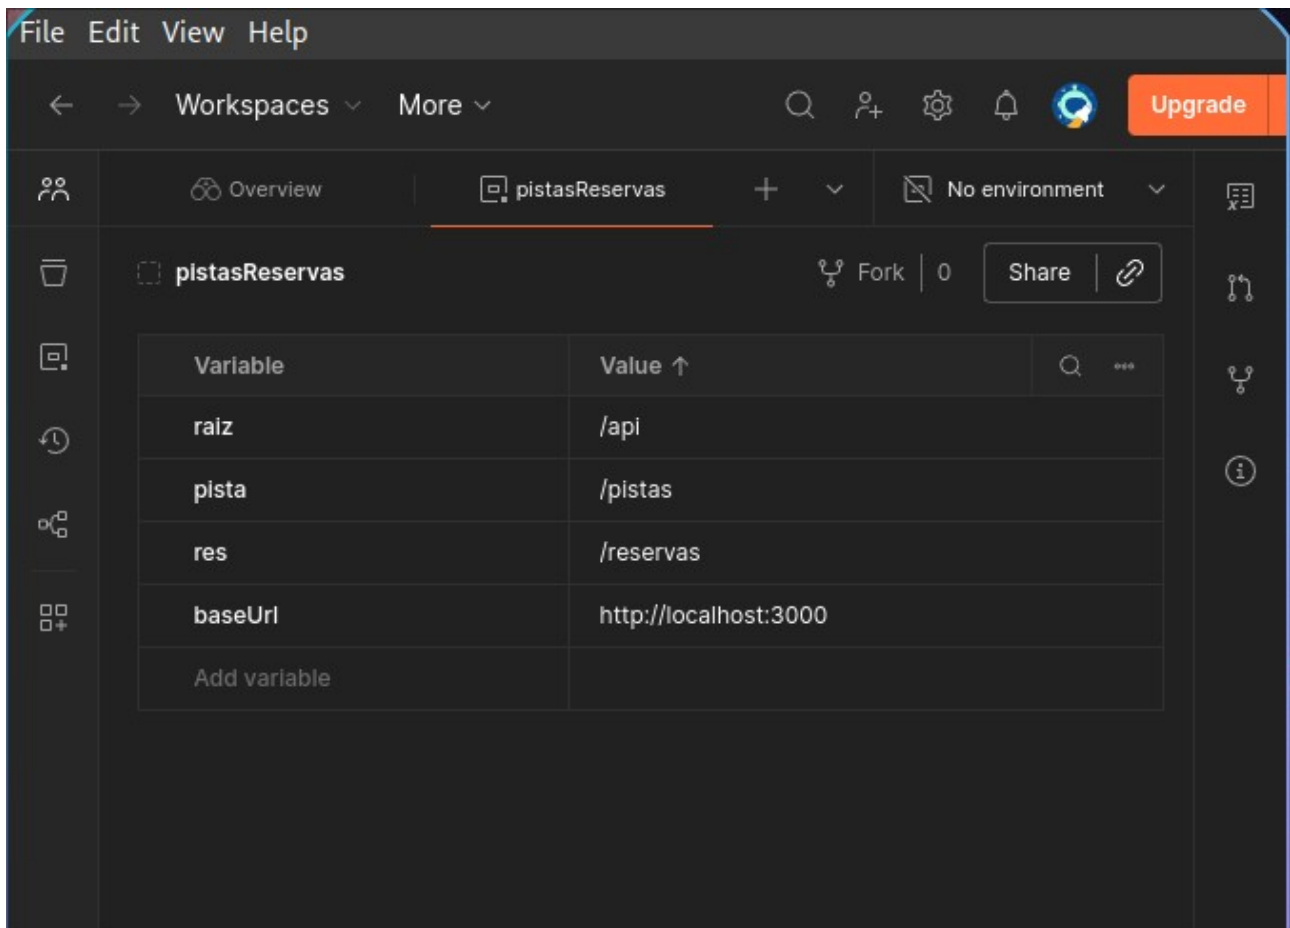 File Edit View Help
Workspaces More Upgrade
Overview pistasReservas No environment
pistasReservas Fork 0 Share
Variable Value ↑
raiz /api
pista /pistas
res /reservas
baseUrl http://localhost:3000
Add variable